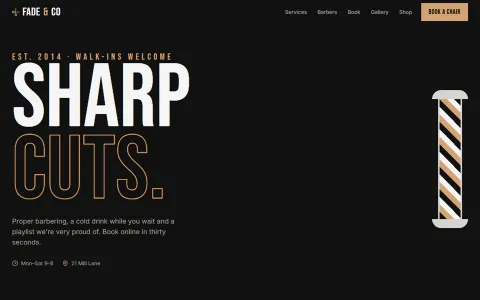 FADE & CO
Services
Barbers
Book
Gallery
Shop
BOOK A CHAIR
EST. 2014 · WALK-INS WELCOME
SHARP
CUTS.
Proper barbering, a cold drink while you wait and a
playlist we're very proud of. Book online in thirty
seconds.
Mon–Sat 9–8
21 Mill Lane